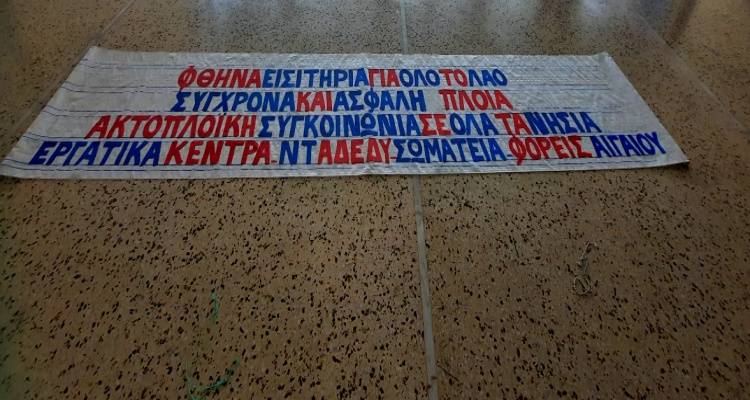 ΦΘΗΝΑ ΕΙΣΙΤΗΡΙΑ ΓΙΑ ΟΛΟ ΤΟ ΛΑΟ
ΣΥΓΧΡΟΝΑ ΚΑΙ ΑΣΦΑΛΗ ΠΛΟΙΑ
ΑΚΤΟΠΛΟΪΚΗ ΣΥΓΚΟΙΝΩΝΙΑ ΣΕ ΟΛΑ ΤΑ ΝΗΣΙΑ
ΕΡΓΑΤΙΚΑ ΚΕΝΤΡΑ - ΝΤ ΑΔΕΔΥ ΣΩΜΑΤΕΙΑ - ΦΟΡΕΙΣ ΑΙΓΑΙΟΥ